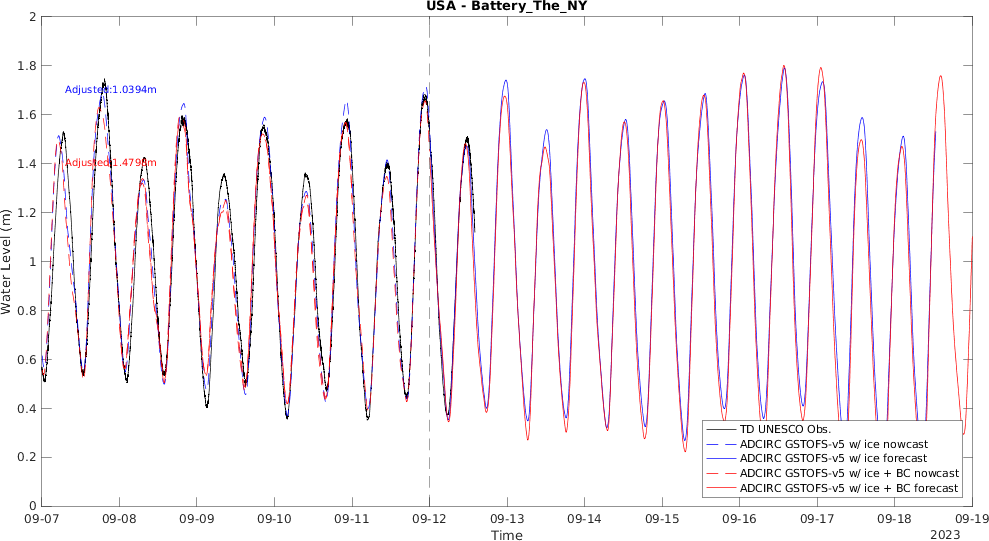 USA - Battery_The_NY
2
1.8
1.6
1.4
1.2
1
0.8
0.6
0.4
0.2
0
Water Level (m)
Adjusted:1.0394m
TD UNESCO Obs.
ADCIRC GSTOFS-v5 w/ ice nowcast
ADCIRC GSTOFS-v5 w/ ice forecast
ADCIRC GSTOFS-v5 w/ ice + BC nowcast
ADCIRC GSTOFS-v5 w/ ice + BC forecast
09-07 09-08 09-09 09-10 09-11 09-12 09-13 09-14 09-15 09-16 09-17 09-18 09-19
Time
2023